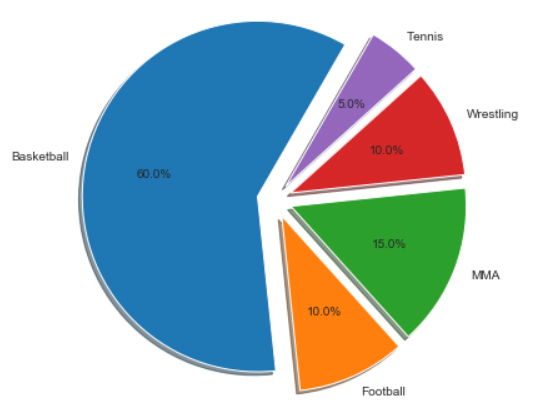 Tennis
5.0%
Wrestling
10.0%
Basketball
60.0%
15.0%
MMA
10.0%
Football